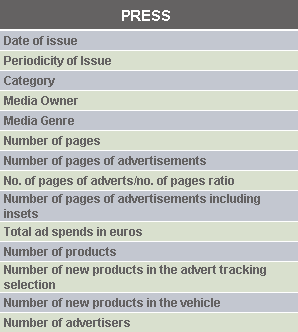 PRESS
Date of issue
Periodicity of Issue
Category
Media Owner
Media Genre
Number of pages
Number of pages of advertisements
No. of pages of adverts/no. of pages ratio
Number of pages of advertisements including
insets
Total ad spends in euros
Number of products
Number of new products in the advert tracking
selection
Number of new products in the vehicle
Number of advertisers